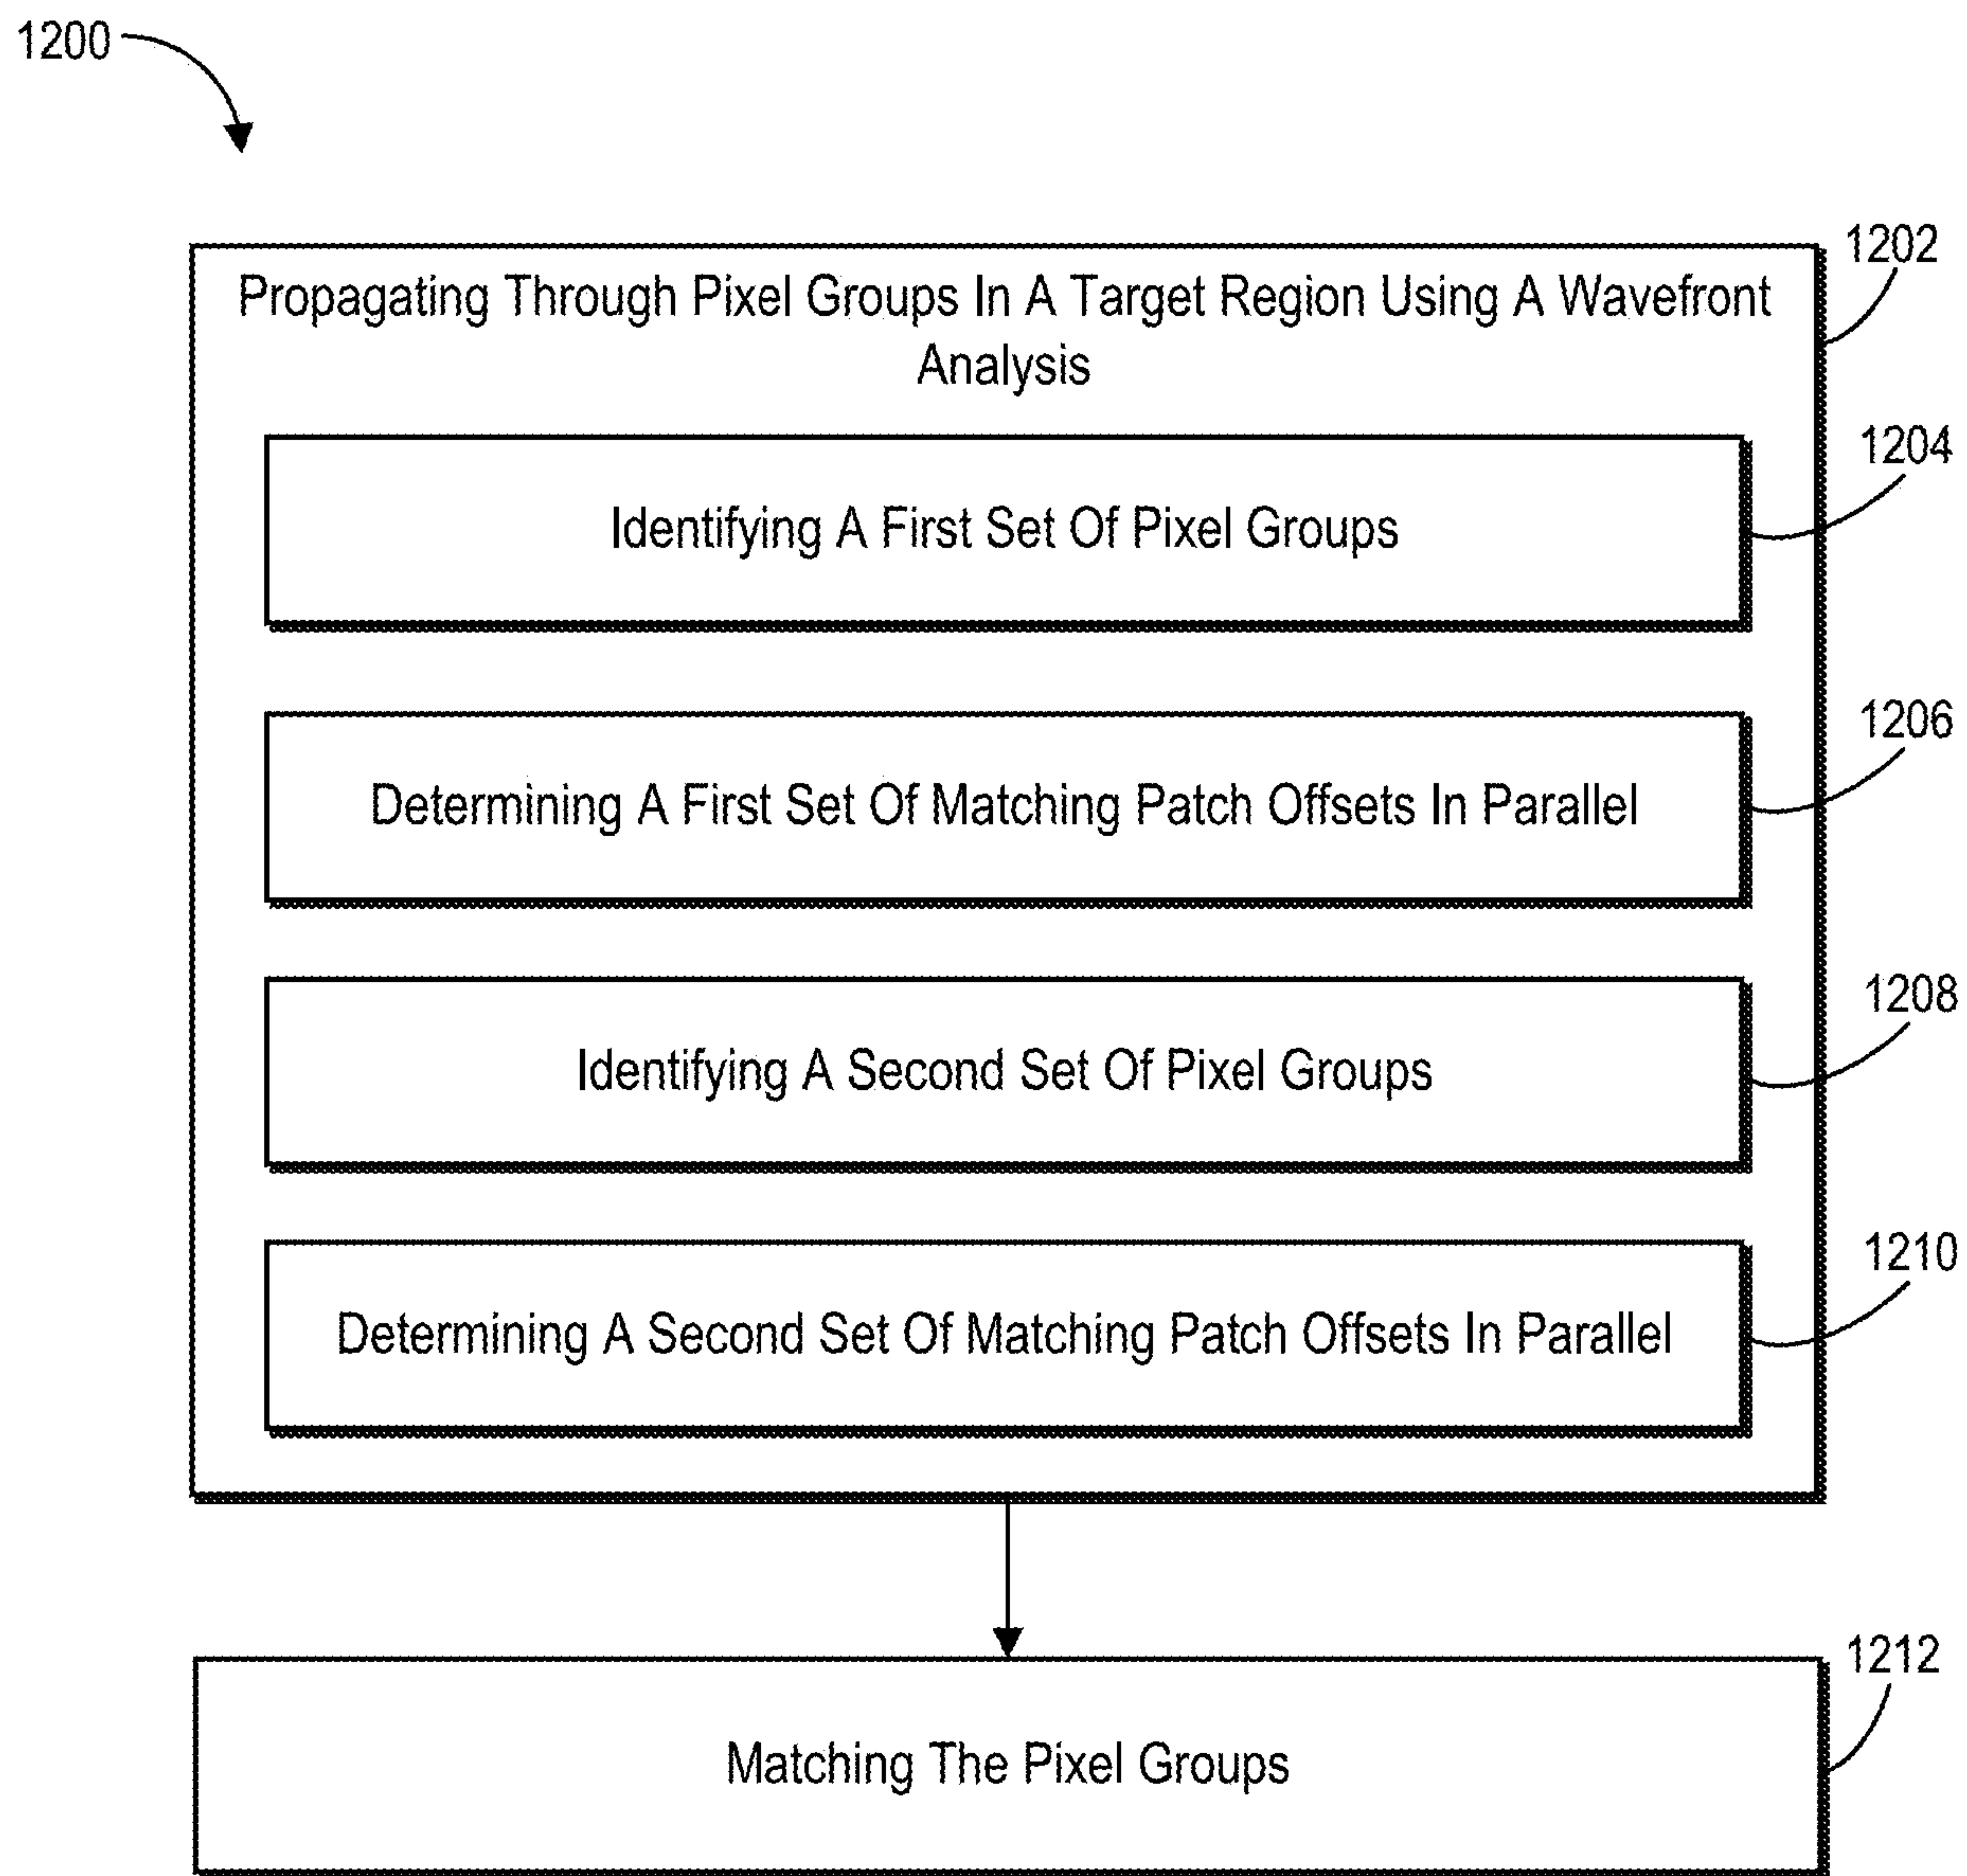 1200
1202
Propagating Through Pixel Groups In A Target Region Using A Wavefront
Analysis
1204
Identifying A First Set Of Pixel Groups
1206
Determining A First Set Of Matching Patch Offsets In Parallel
1208
Identifying A Second Set Of Pixel Groups
1210
Determining A Second Set Of Matching Patch Offsets In Parallel
1212
Matching The Pixel Groups